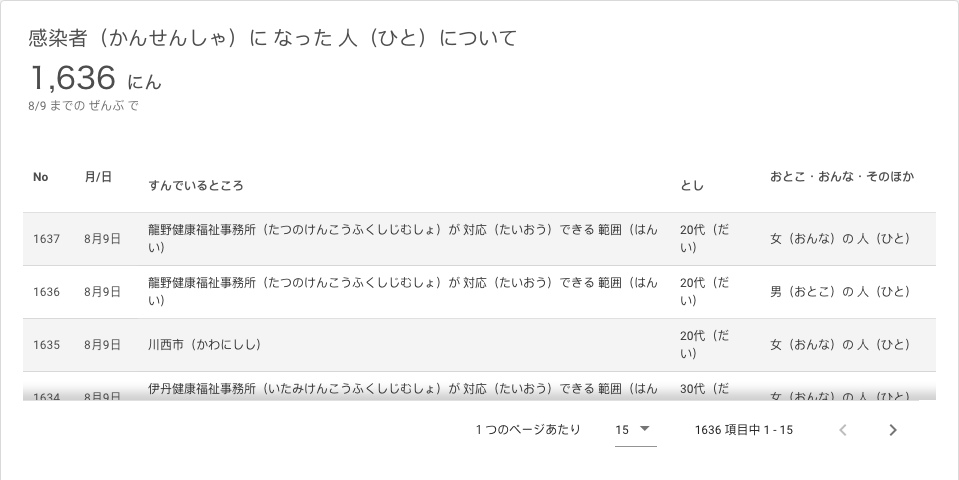 感染者（かんせんしゃ）に なった 人（ひと）について
1,636 にん
8/9 までの ぜんぶ で
No 月/日 すんでいるところ とし おとこ・おんな・そのほか
1637 8月9日 龍野健康福祉事務所（たつのけんこうふくしじむしょ）が 対応（たいおう）できる 範囲（はんい） 20代（だい） 女（おんな）の 人（ひと）
1636 8月9日 龍野健康福祉事務所（たつのけんこうふくしじむしょ）が 対応（たいおう）できる 範囲（はんい） 20代（だい） 男（おとこ）の 人（ひと）
1635 8月9日 川西市（かわにしし） 20代（だい） 女（おんな）の 人（ひと）
1634 8月9日 伊丹健康福祉事務所（いたみけんこうふくしじむしょ）が 対応（たいおう）できる 範囲（はん 30代（だ 女（おんな）の 人（ひと）
1 つのページあたり 15 1636 項目中 1 - 15